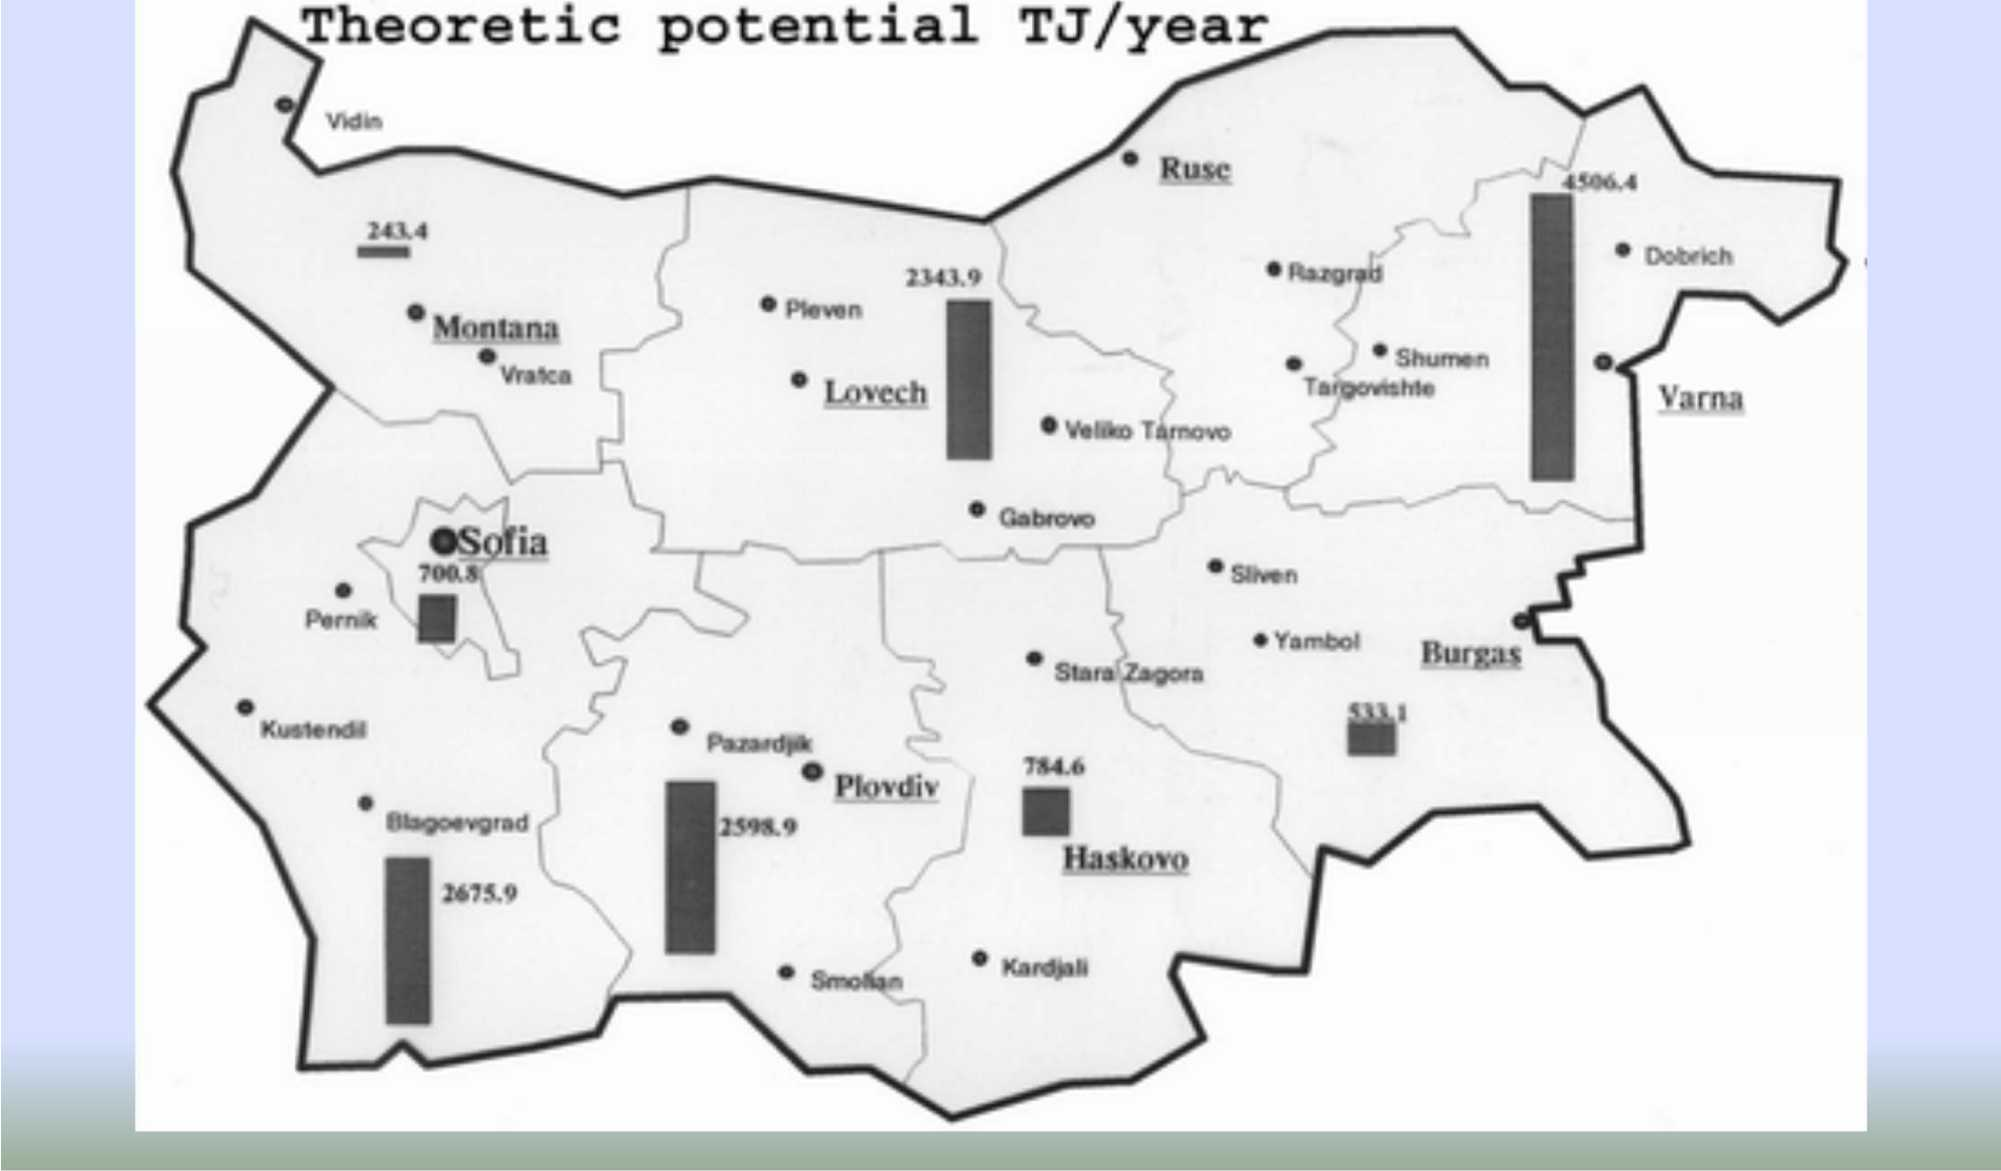 Theoretic potential TJ/year
Vidin
Ruse
4506.4
243.4
Dobrich
Razgrad
2343.9
Pleven
Montana
Shumen
Vratca
Targovishte
Lovech
Varna
Veliko Tarnovo
Gabrovo
Sofia
700.8
Sliven
Pernik
Yambol
Burgas
Stara Zagora
533.1
Kustendil
Pazardjik
784.6
Plovdiv
Blagoevgrad
2598.9
Haskovo
2675.9
Kardjali
Smolian